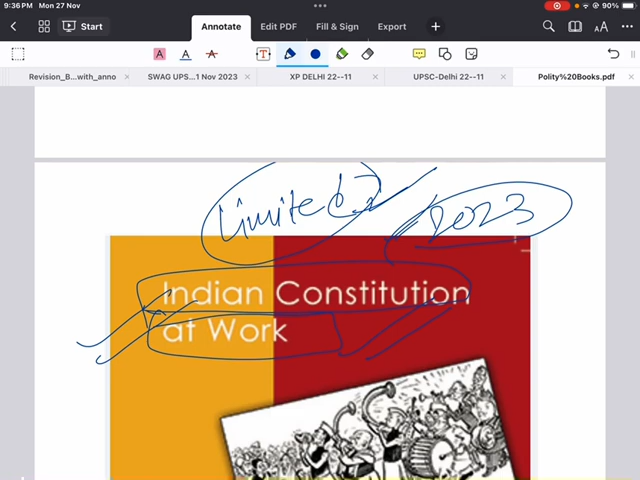 9:36 PM Mon 27 Nov
90%
Start
Annotate
Edit PDF
Fill & Sign
Export
Revision_B...with_anno
SWAG UPS...1 Nov 2023
XP DELHI 22--11
UPSC-Delhi 22--11
Polity%20Books.pdf
Limited
2023
Indian Constitution
at Work